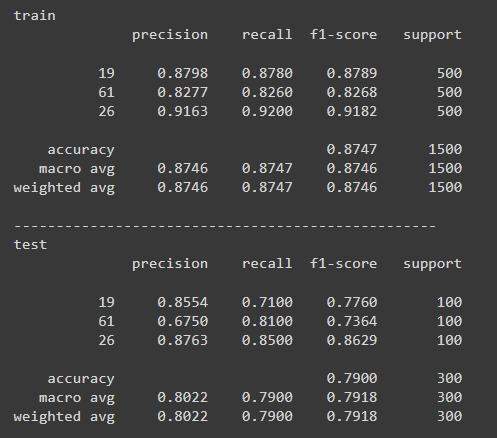 train
precision recall f1-score support
19 0.8798 0.8780 0.8789 500
61 0.8277 0.8260 0.8268 500
26 0.9163 0.9200 0.9182 500
accuracy 0.8747 1500
macro avg 0.8746 0.8747 0.8746 1500
weighted avg 0.8746 0.8747 0.8746 1500
--------------------------------------------------
test
precision recall f1-score support
19 0.8554 0.7100 0.7760 100
61 0.6750 0.8100 0.7364 100
26 0.8763 0.8500 0.8629 100
accuracy 0.7900 300
macro avg 0.8022 0.7900 0.7918 300
weighted avg 0.8022 0.7900 0.7918 300